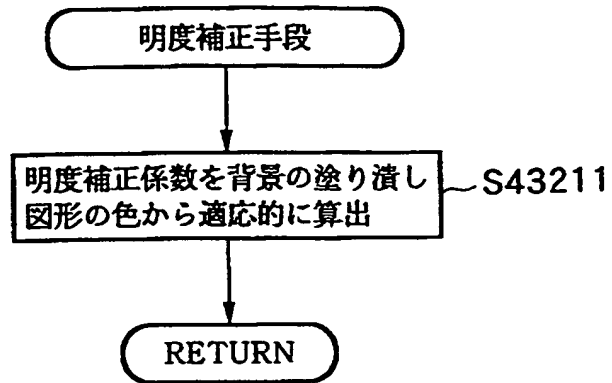 明度補正手段
明度補正係数を背景の塗り潰し
図形の色から適応的に算出
S43211
RETURN